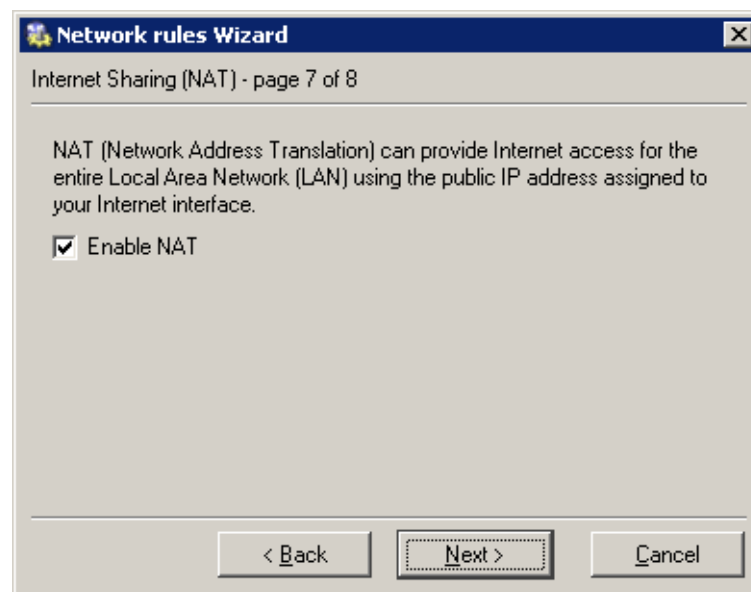 Network rules Wizard
Internet Sharing (NAT) - page 7 of 8
NAT (Network Address Translation) can provide Internet access for the
entire Local Area Network (LAN) using the public IP address assigned to
your Internet interface.
Enable NAT
< Back
Next >
Cancel